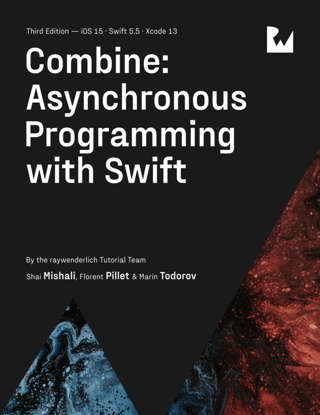 Third Edition — iOS 15 · Swift 5.5 · Xcode 13
Combine:
Asynchronous
Programming
with Swift
By the raywenderlich Tutorial Team
Shai Mishali, Florent Pillet & Marin Todorov